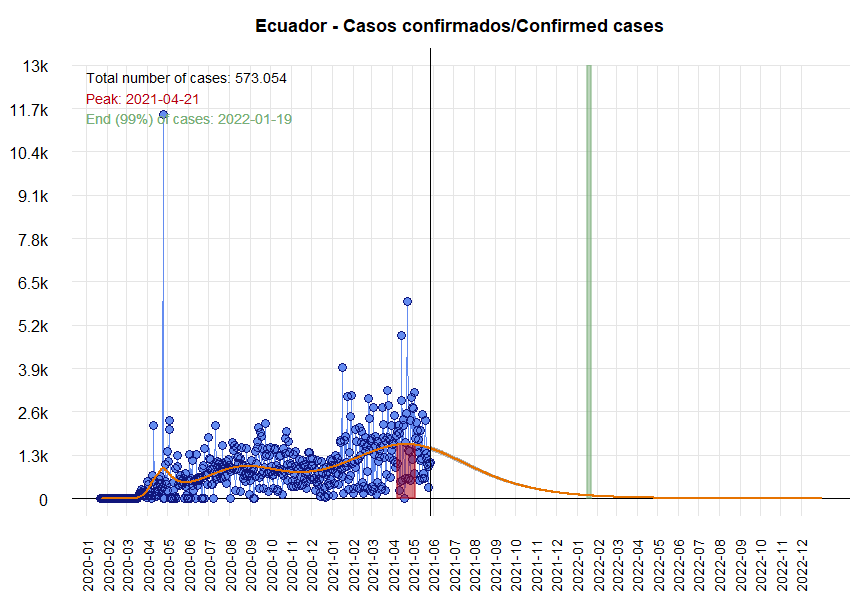 Ecuador - Casos confirmados/Confirmed cases
13k
Total number of cases: 573.054
Peak: 2021-04-21
11.7k
End (99%) of cases: 2022-01-19
10.4k
9.1k
7.8k
6.5k
5.2k
3.9k
2.6k
1.3k
0
2020-01
2020-02
2020-03
2020-04
2020-05
2020-06
2020-07
2020-08
2020-09
2020-10
2020-11
2020-12
2021-01
2021-02
2021-03
2021-04
2021-05
2021-06
2021-07
2021-08
2021-09
2021-10
2021-11
2021-12
2022-01
2022-02
2022-03
2022-04
2022-05
2022-06
2022-07
2022-08
2022-09
2022-10
2022-11
2022-12